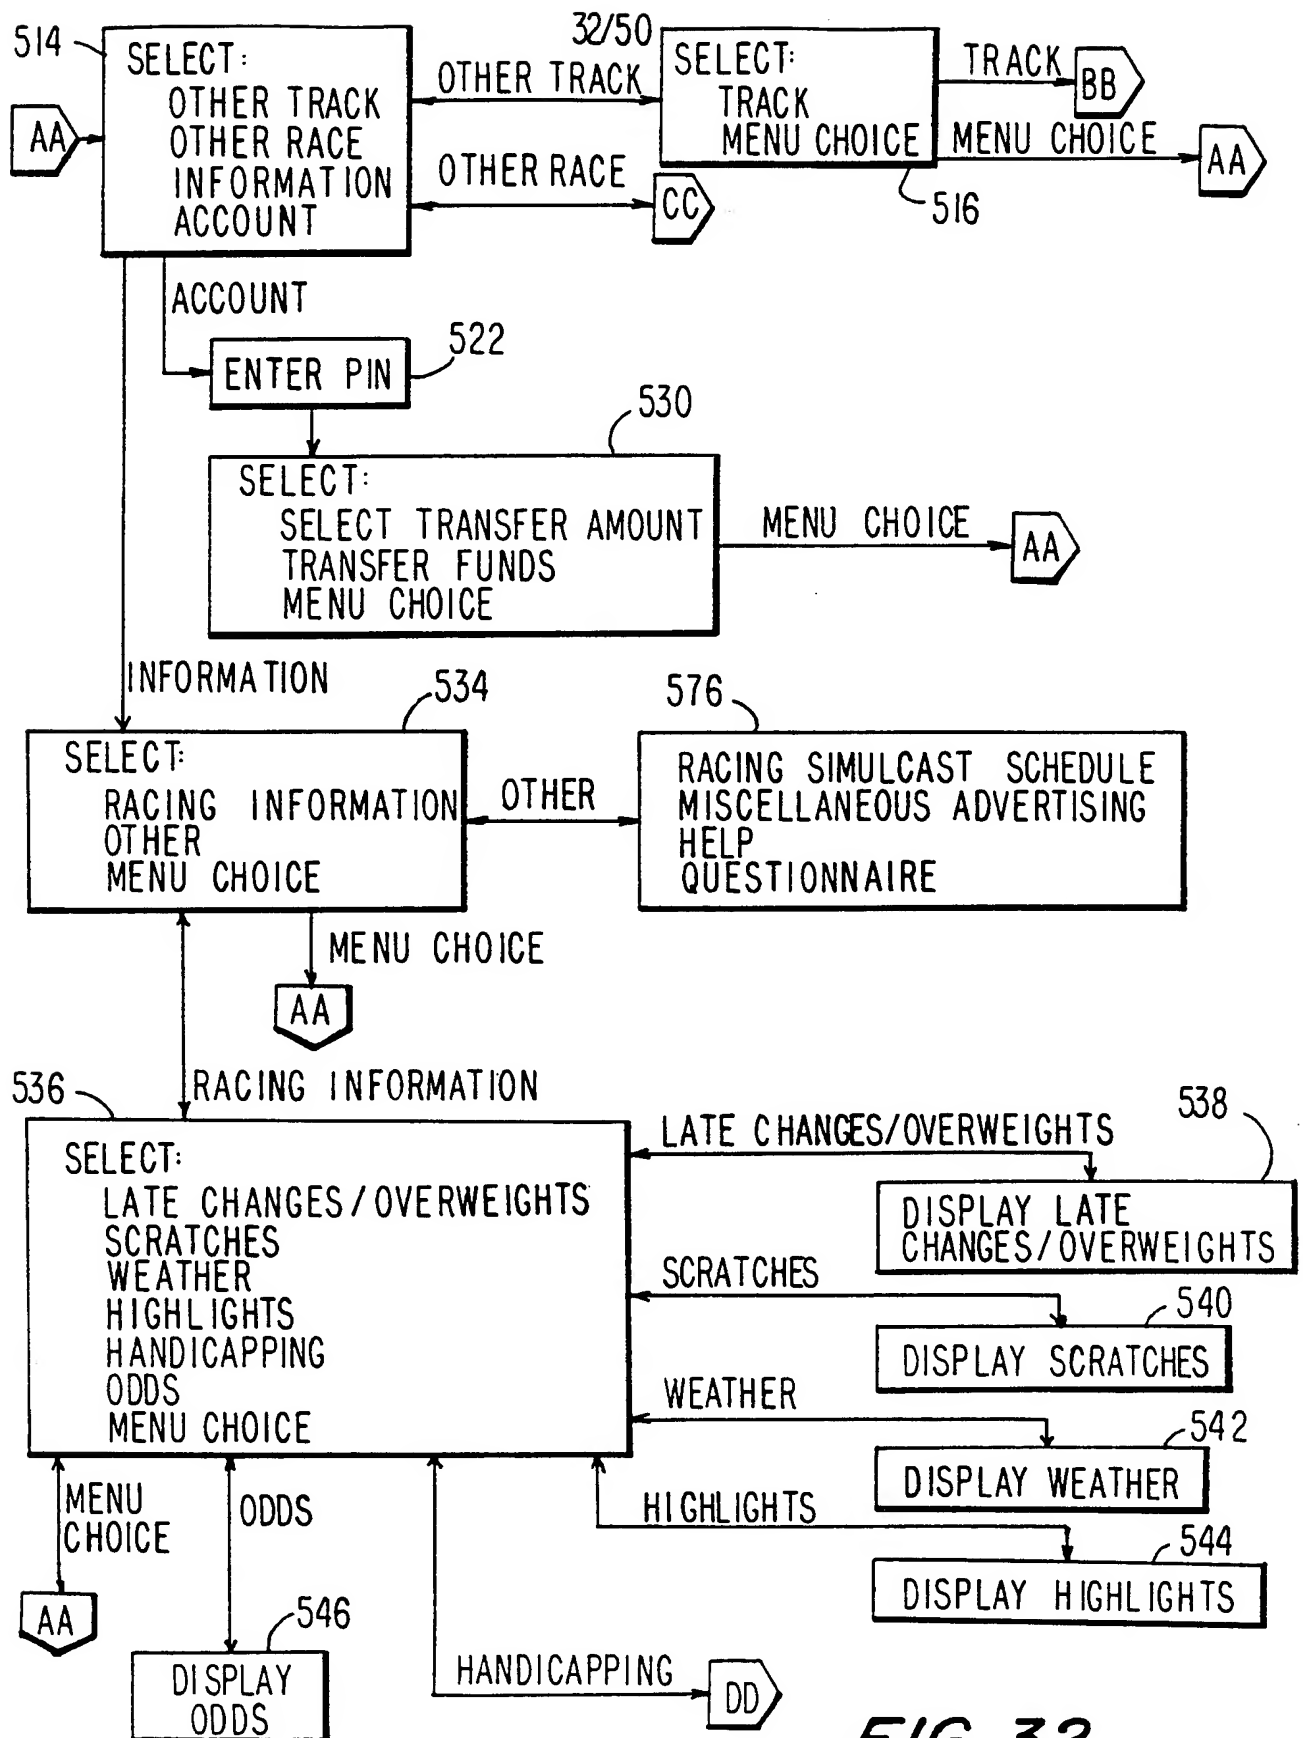 514
SELECT:
OTHER TRACK
OTHER RACE
INFORMATION
ACCOUNT
AA
OTHER TRACK
OTHER RACE
CC
32/50
SELECT:
TRACK
MENU CHOICE
516
TRACK
BB
MENU CHOICE
AA
ACCOUNT
ENTER PIN
522
530
SELECT:
SELECT TRANSFER AMOUNT
TRANSFER FUNDS
MENU CHOICE
MENU CHOICE
AA
INFORMATION
534
SELECT:
RACING INFORMATION
OTHER
MENU CHOICE
OTHER
576
RACING SIMULCAST SCHEDULE
MISCELLANEOUS ADVERTISING
HELP
QUESTIONNAIRE
MENU CHOICE
AA
RACING INFORMATION
536
SELECT:
LATE CHANGES/OVERWEIGHTS
SCRATCHES
WEATHER
HIGHLIGHTS
HANDICAPPING
ODDS
MENU CHOICE
LATE CHANGES/OVERWEIGHTS
538
DISPLAY LATE
CHANGES/OVERWEIGHTS
SCRATCHES
540
DISPLAY SCRATCHES
WEATHER
542
DISPLAY WEATHER
HIGHLIGHTS
544
DISPLAY HIGHLIGHTS
MENU
CHOICE
AA
ODDS
546
DISPLAY
ODDS
HANDICAPPING
DD